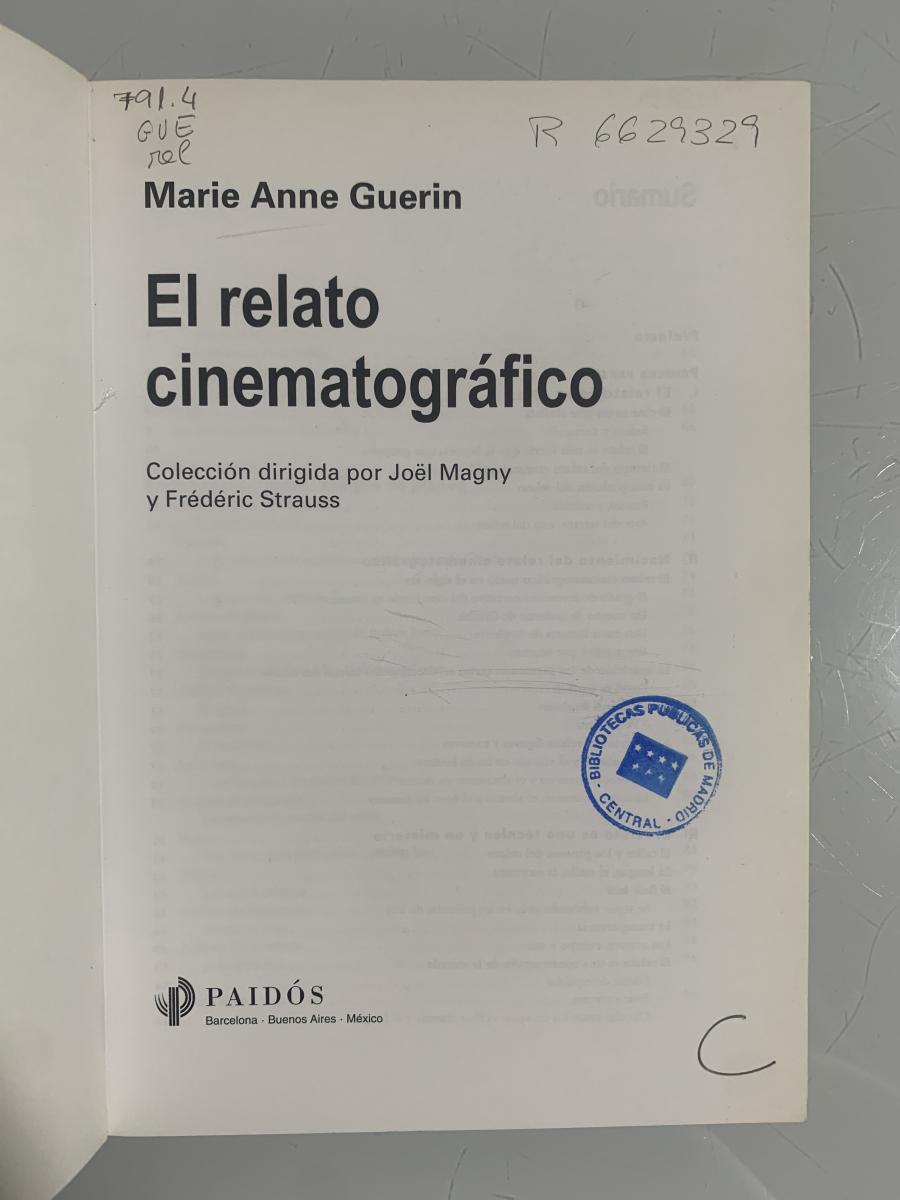 791.4
GUE
rel
R 6629329
Marie Anne Guerin
El relato
cinematográfico
Colección dirigida por Joël Magny
y Frédéric Strauss
BIBLIOTECAS PUBLICAS DE MADRID
- CENTRAL -
PAIDÓS
Barcelona · Buenos Aires · México
C